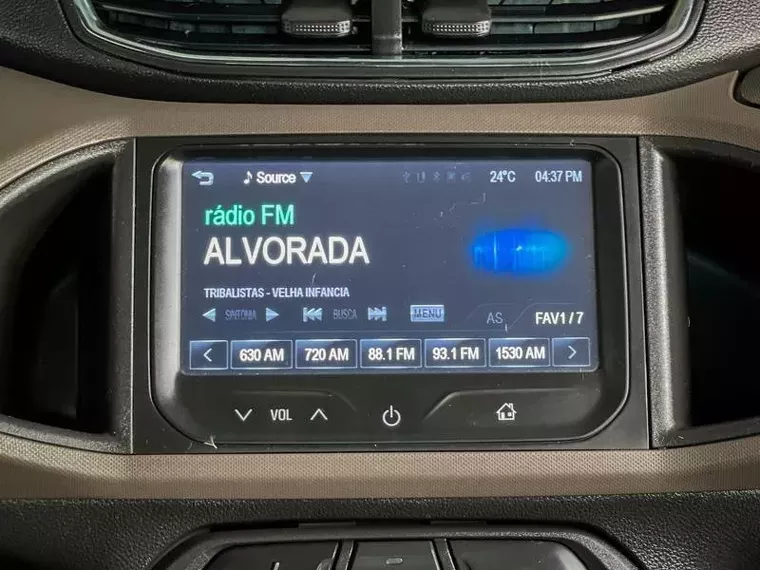 Source 24°C 04:37 PM
rádio FM
ALVORADA
TRIBALISTAS - VELHA INFANCIA
SINTONIA BUSCA MENU AS FAV1 / 7
630 AM 720 AM 88.1 FM 93.1 FM 1530 AM
VOL